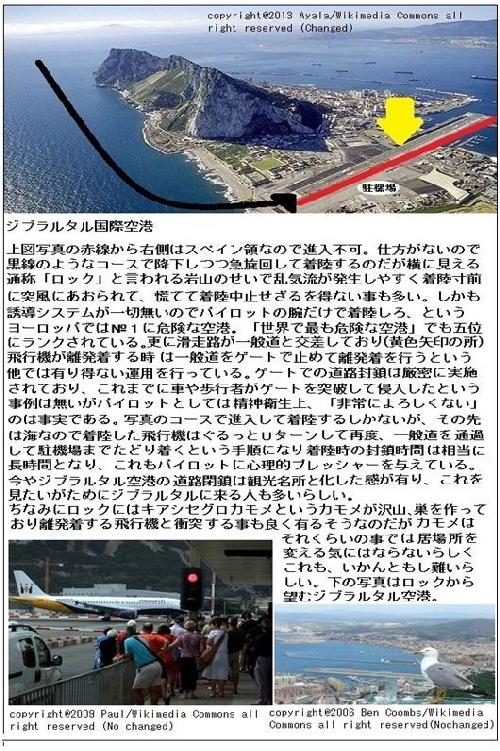 copyright@2013 Ayala/Wikimedia Commons all
right reserved (Changed)
駐機場
ジブラルタル国際空港
上図写真の赤線から右側はスペイン領なので進入不可。仕方がないので
黒線のようなコースで降下しつつ急旋回して着陸するのだが横に見える
通称「ロック」と言われる岩山のせいで乱気流が発生しやすく着陸寸前
に突風にあおられて、慌てて着陸中止せざるを得ない事も多い。しかも
誘導システムが一切無いのでパイロットの腕だけで着陸しろ、という
ヨーロッパでは№1に危険な空港。「世界で最も危険な空港」でも五位
にランクされている。更に滑走路が一般道と交差しており(黄色矢印の所)
飛行機が離発着する時は一般道をゲートで止めて離発着を行うという
他では有り得ない運用を行っている。ゲートでの道路封鎖は厳密に実施
されており、これまでに車や歩行者がゲートを突破して侵入したという
事例は無いがパイロットとしては精神衛生上、「非常によろしくない」
のは事実である。写真のコースで進入して着陸するしかないが、その先
は海なので着陸した飛行機はぐるっとUターンして再度、一般道を通過
して駐機場までたどり着くという手順になり着陸時の封鎖時間は相当に
長時間となり、これもパイロットに心理的プレッシャーを与えている。
今やジブラルタル空港の道路閉鎖は観光名所と化した感が有り、これを
見たいがためにジブラルタルに来る人も多いらしい。
ちなみにロックにはキアシセグロカモメというカモメが沢山、巣を作って
おり離発着する飛行機と衝突する事も良く有るそうなのだがカモメは
それくらいの事では居場所を
変える気にはならないらしく
これも、いかんともし難いら
しい。下の写真はロックから
望むジブラルタル空港。
copyright@2009 Paul/Wikimedia Commons all
right reserved (No changed)
copyright@2006 Ben Coombs/Wikimedia
Commons all right reserved(Nochanged)